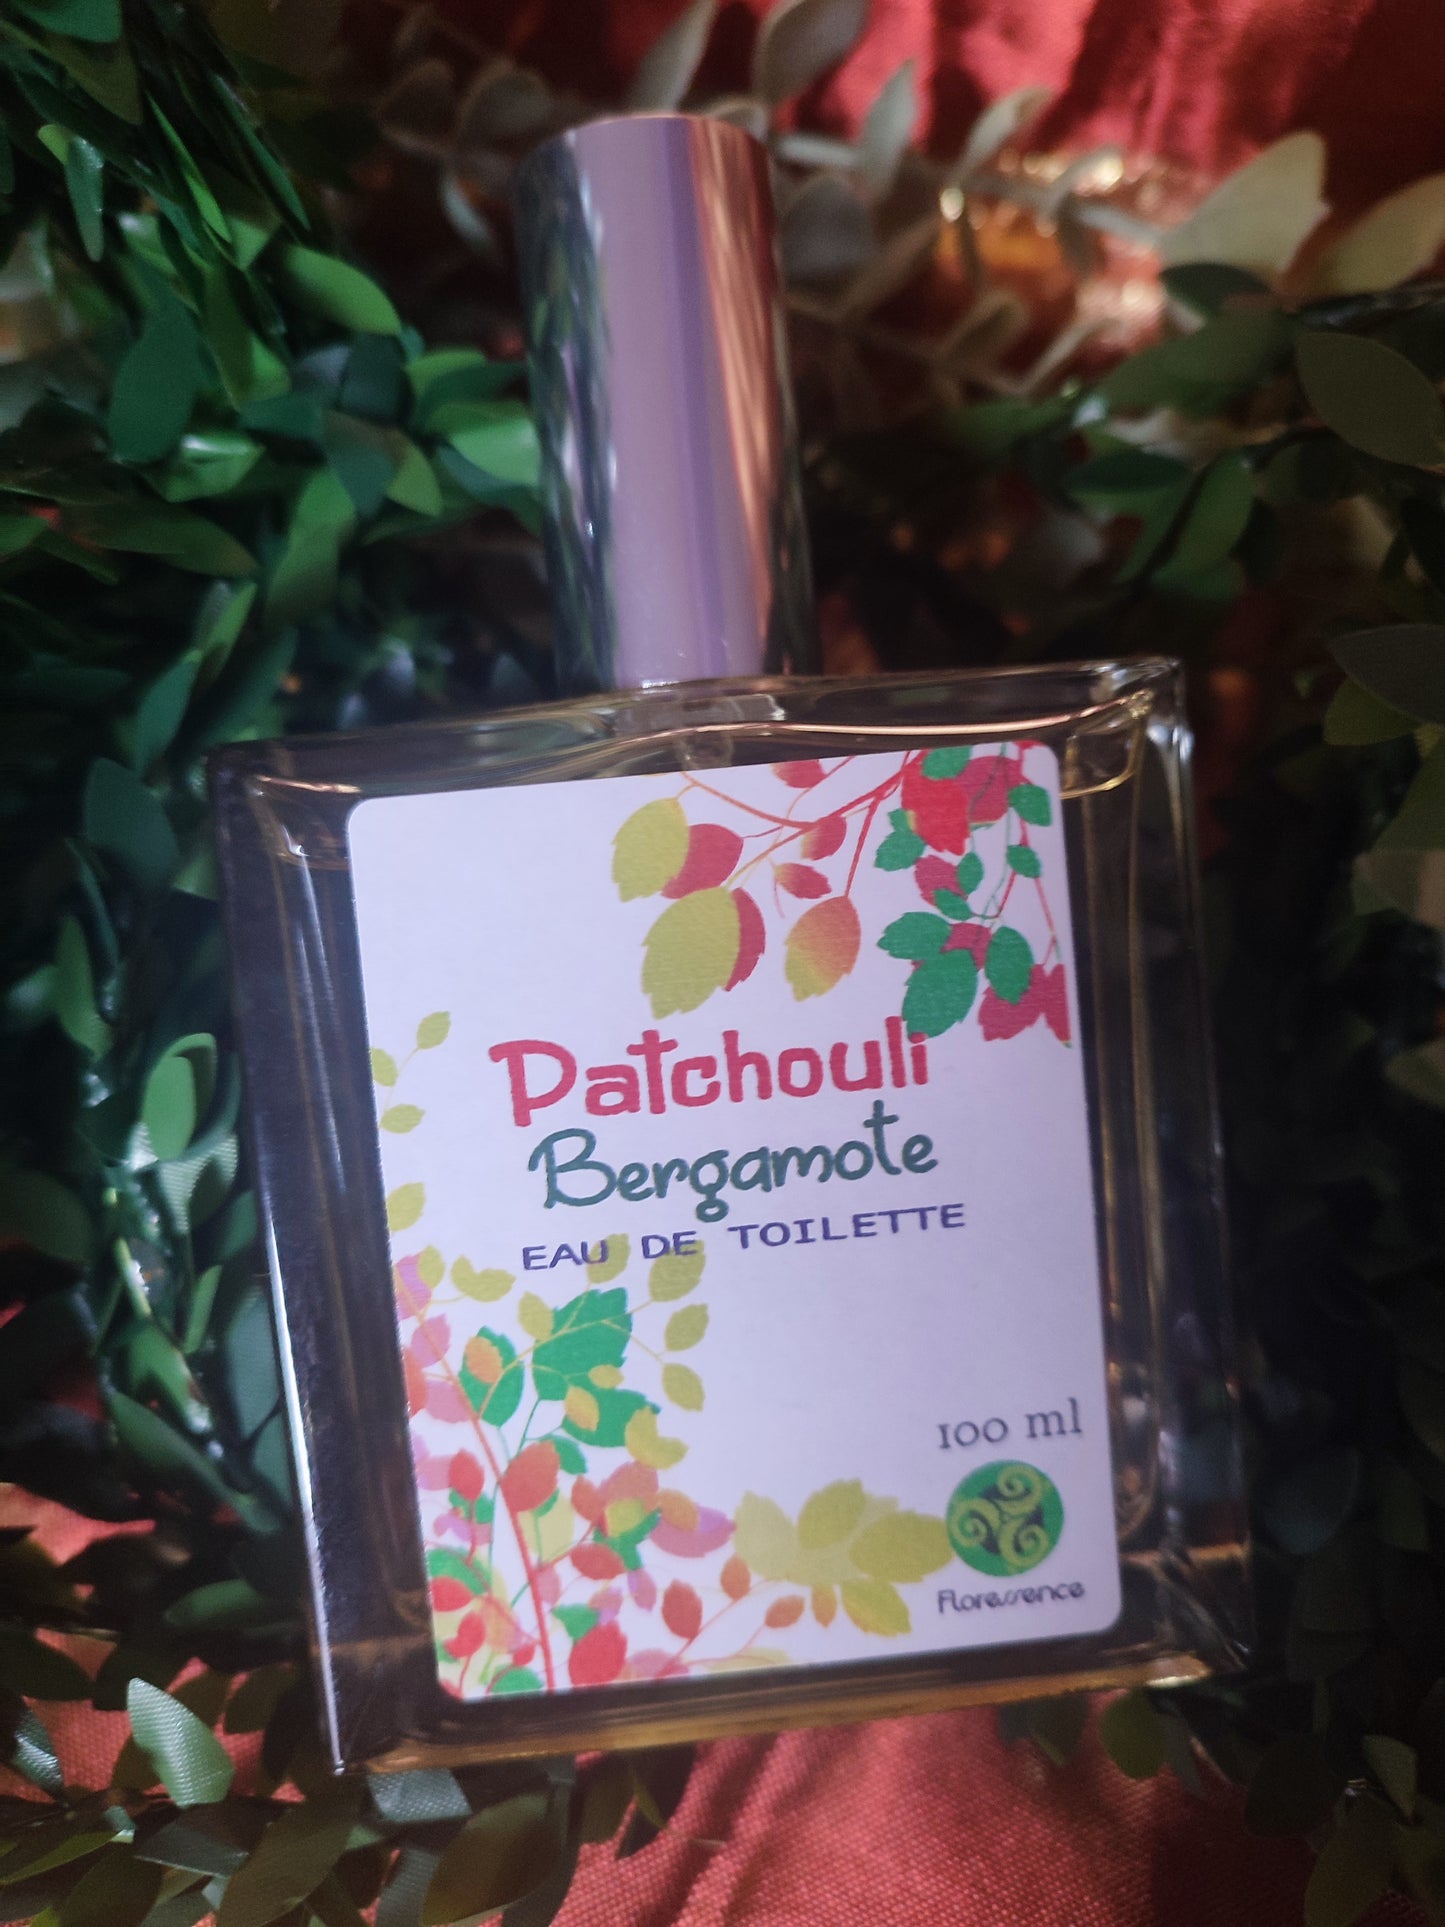 Patchouli
Bergamote
EAU DE TOILETTE
100 ml
Floressence